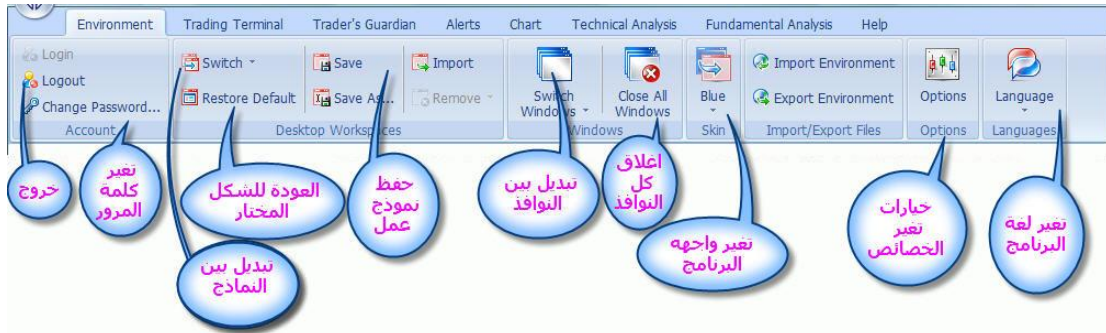 Environment Trading Terminal Trader's Guardian Alerts Chart Technical Analysis Fundamental Analysis Help
Login
Logout
Change Password...
Account
Switch
Restore Default
Save
Save As...
Import
Remove
Desktop Workspaces
Switch
Windows
Close All
Windows
Windows
Blue
Skin
Import Environment
Export Environment
Import/Export Files
Options
Options
Language
Languages
خروج
تغير
كلمة
المرور
العودة للشكل
المختار
تبديل بين
النماذج
حفظ
نموذج
عمل
تبديل بين
النوافذ
اغلاق
كل
النوافذ
تغير واجهه
البرنامج
خيارات
تغير
الخصائص
تغير لغة
البرنامج